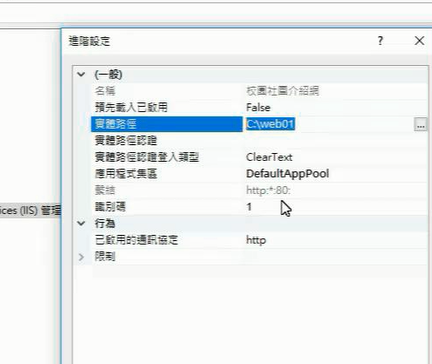 進階設定
?
(一般)
名稱 校園社團介紹網
預先載入已啟用 False
實體路徑 C:\web01 ...
實體路徑認證
實體路徑認證登入類型 ClearText
應用程式集區 DefaultAppPool
繫結 http:*:80:
識別碼 1
行為
已啟用的通訊協定 http
限制
ices (IIS) 管理